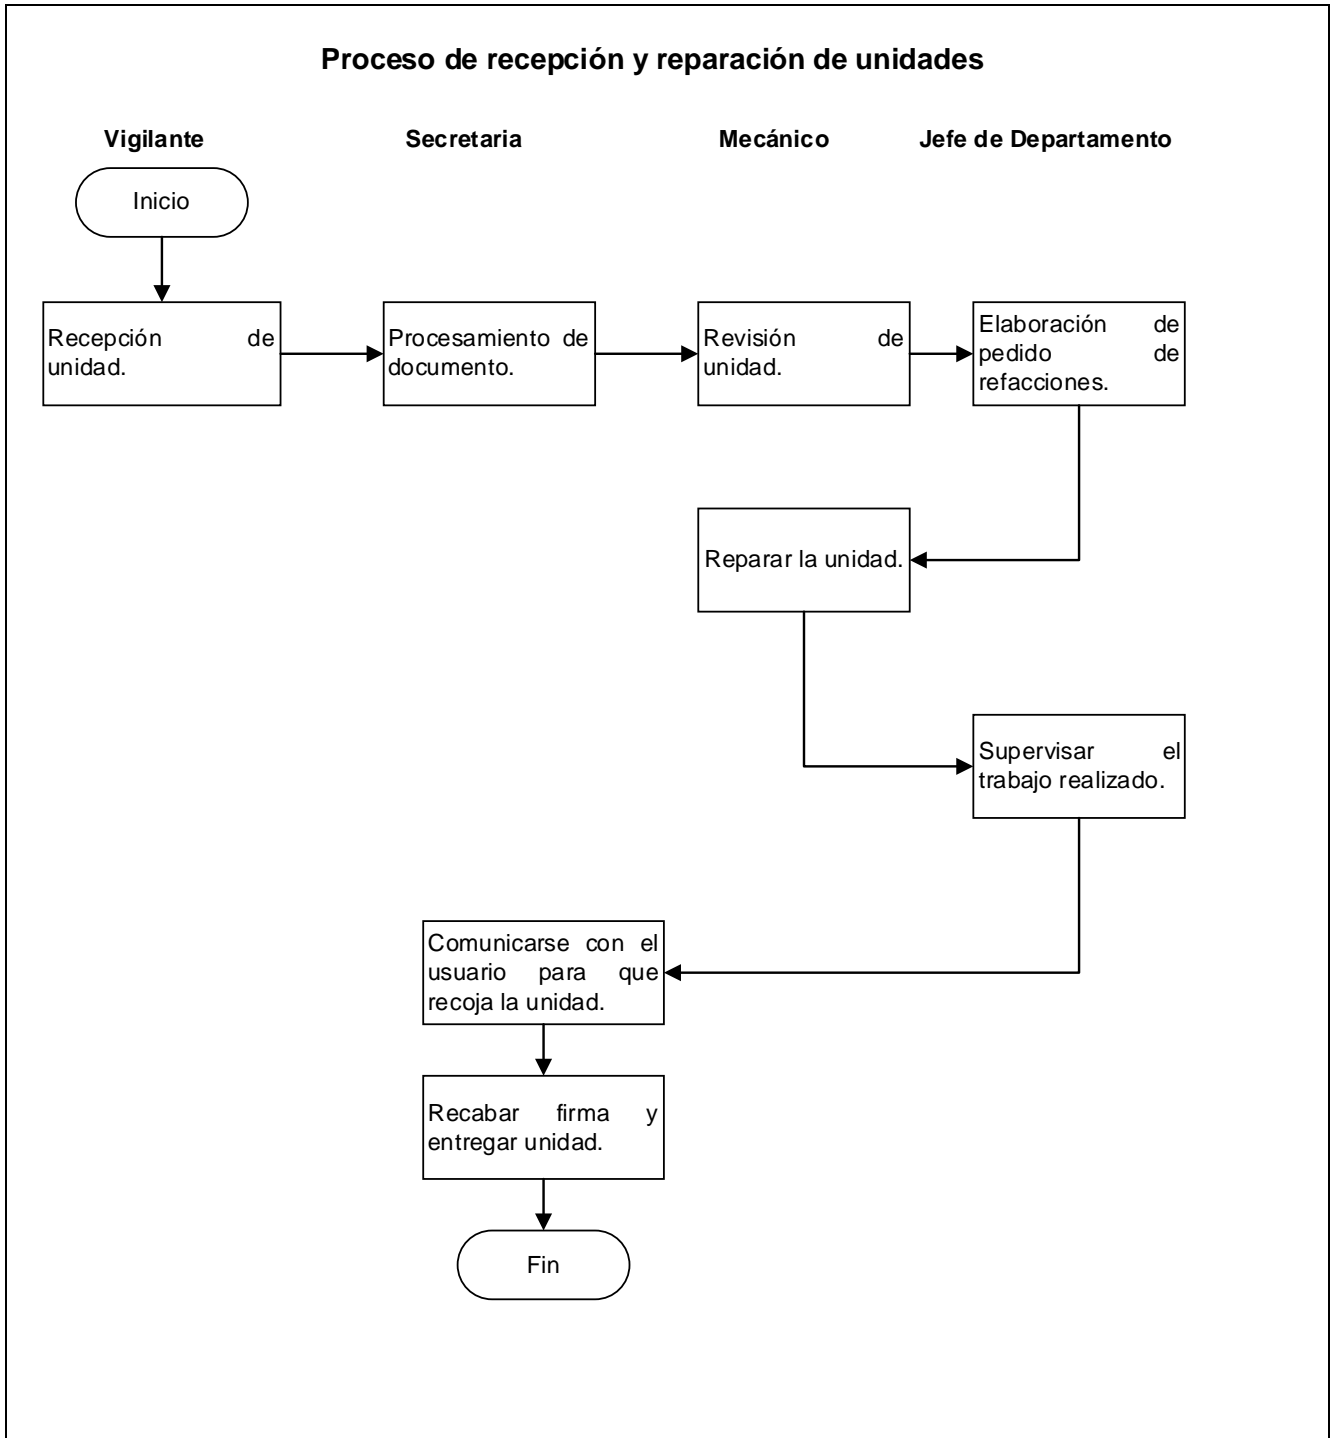 Proceso de recepción y reparación de unidades
Vigilante
Secretaria
Mecánico
Jefe de Departamento
Inicio
Recepción de
unidad.
Procesamiento de
documento.
Revisión de
unidad.
Elaboración de
pedido de
refacciones.
Reparar la unidad.
Supervisar el
trabajo realizado.
Comunicarse con el
usuario para que
recoja la unidad.
Recabar firma y
entregar unidad.
Fin